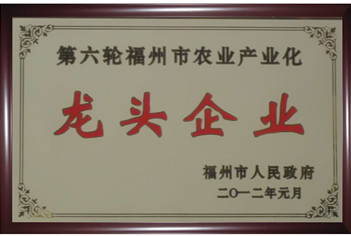 第六轮福州市农业产业化
龙头企业
福州市人民政府
二〇一二年元月